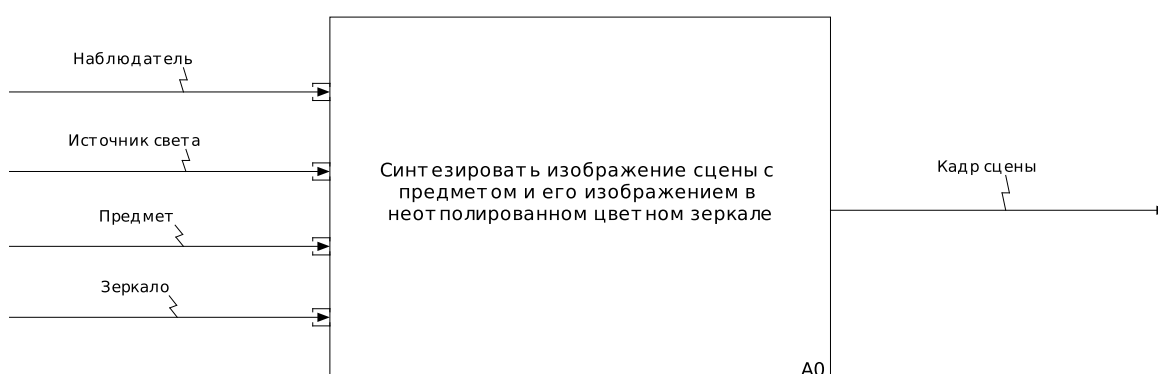 Наблюдатель
Источник света
Предмет
Зеркало
Синтезировать изображение сцены с
предметом и его изображением в
неотполированном цветном зеркале
Кадр сцены
A0